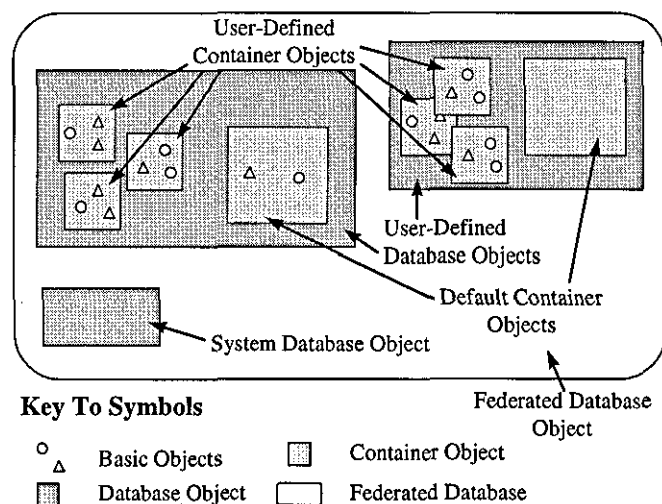 User-Defined
Container Objects
User-Defined
Database Objects
Default Container
Objects
System Database Object
Federated Database
Object
Key To Symbols
Basic Objects
Container Object
Database Object
Federated Database